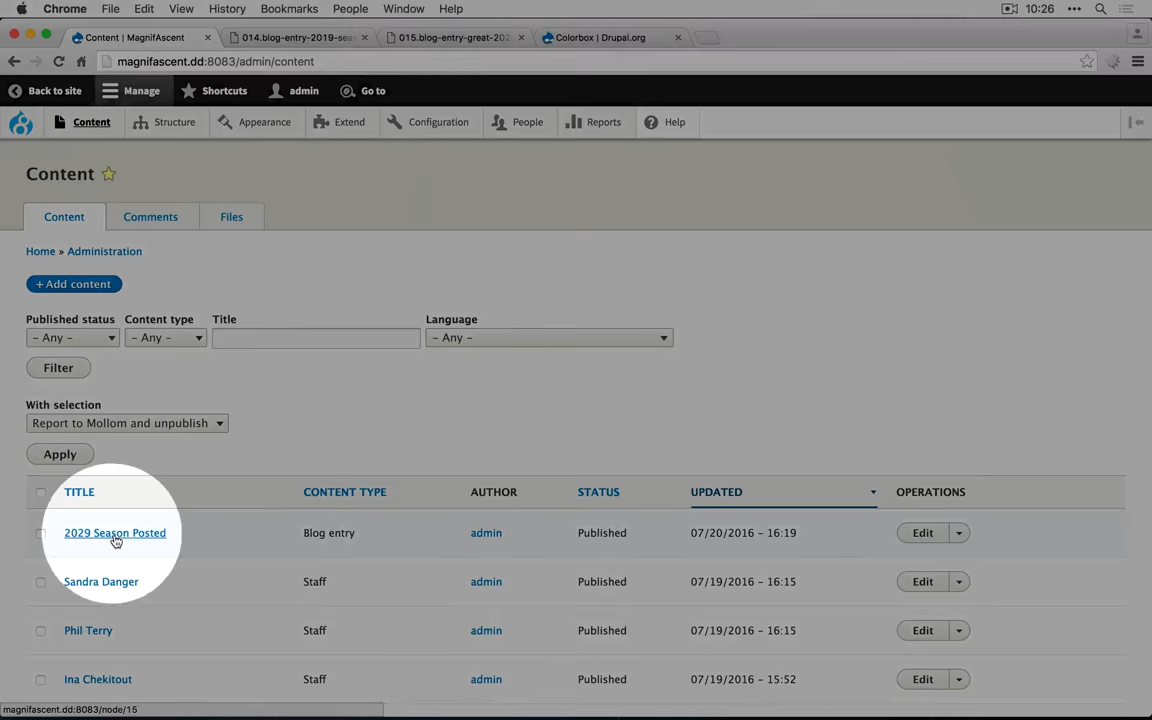 Chrome File Edit View History Bookmarks People Window Help 10:26
Content | MagnifAscent 014.blog-entry-2019-sea 015.blog-entry-great-202 Colorbox | Drupal.org
magnifascent.dd:8083/admin/content
Back to site Manage Shortcuts admin Go to
Content Structure Appearance Extend Configuration People Reports Help
Content
Content Comments Files
Home » Administration
+ Add content
Published status Content type Title Language
- Any - - Any - - Any -
Filter
With selection
Report to Mollom and unpublish
Apply
TITLE CONTENT TYPE AUTHOR STATUS UPDATED OPERATIONS
2029 Season Posted Blog entry admin Published 07/20/2016 - 16:19 Edit
Sandra Danger Staff admin Published 07/19/2016 - 16:15 Edit
Phil Terry Staff admin Published 07/19/2016 - 16:15 Edit
Ina Chekitout Staff admin Published 07/19/2016 - 15:52 Edit
magnifascent.dd:8083/node/15